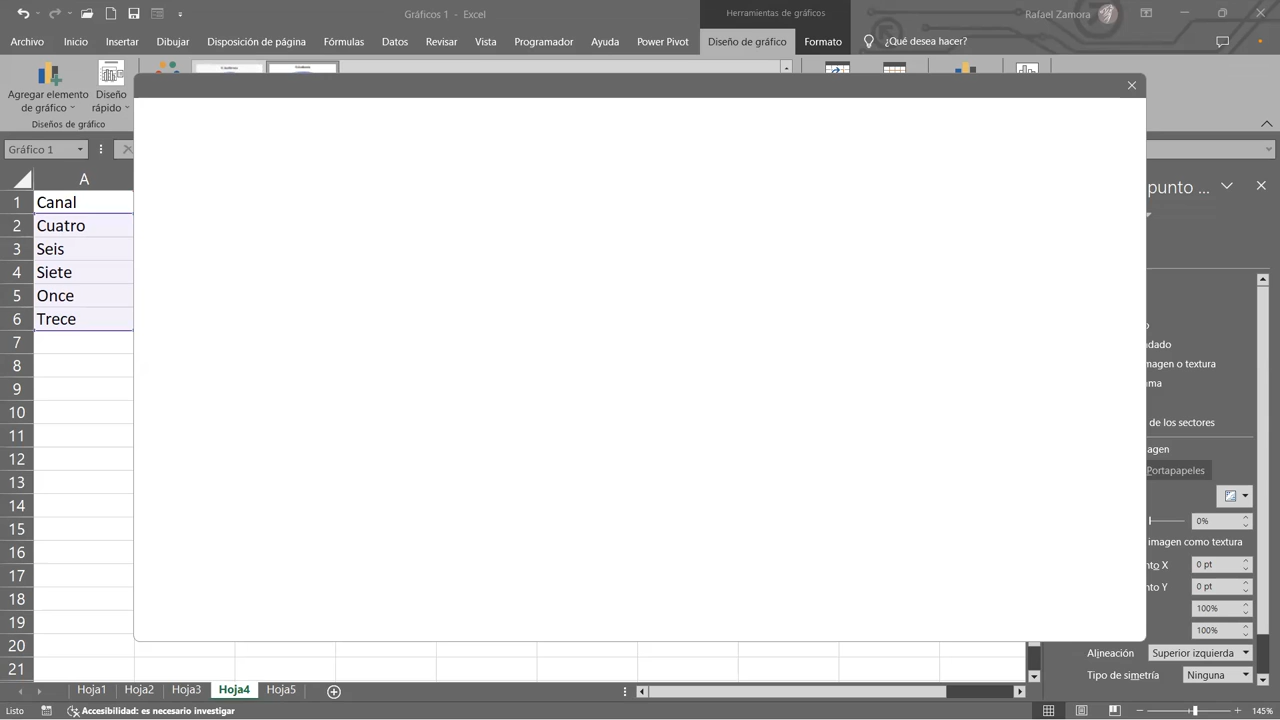 Gráficos 1 - Excel
Herramientas de gráficos
Rafael Zamora
Archivo Inicio Insertar Dibujar Disposición de página Fórmulas Datos Revisar Vista Programador Ayuda Power Pivot Diseño de gráfico Formato ¿Qué desea hacer?
Agregar elemento de gráfico
Diseño rápido
Diseños de gráfico
Gráfico 1
punto ...
A
1 Canal
2 Cuatro
3 Seis
4 Siete
5 Once
6 Trece
7
8
9
10
11
12
13
14
15
16
17
18
19
20
21
ndado
magen o textura
ma
de los sectores
agen
Portapapeles
0%
imagen como textura
nto X 0 pt
nto Y 0 pt
100%
100%
Alineación Superior izquierda
Tipo de simetría Ninguna
Hoja1 Hoja2 Hoja3 Hoja4 Hoja5
Listo Accesibilidad: es necesario investigar 145%